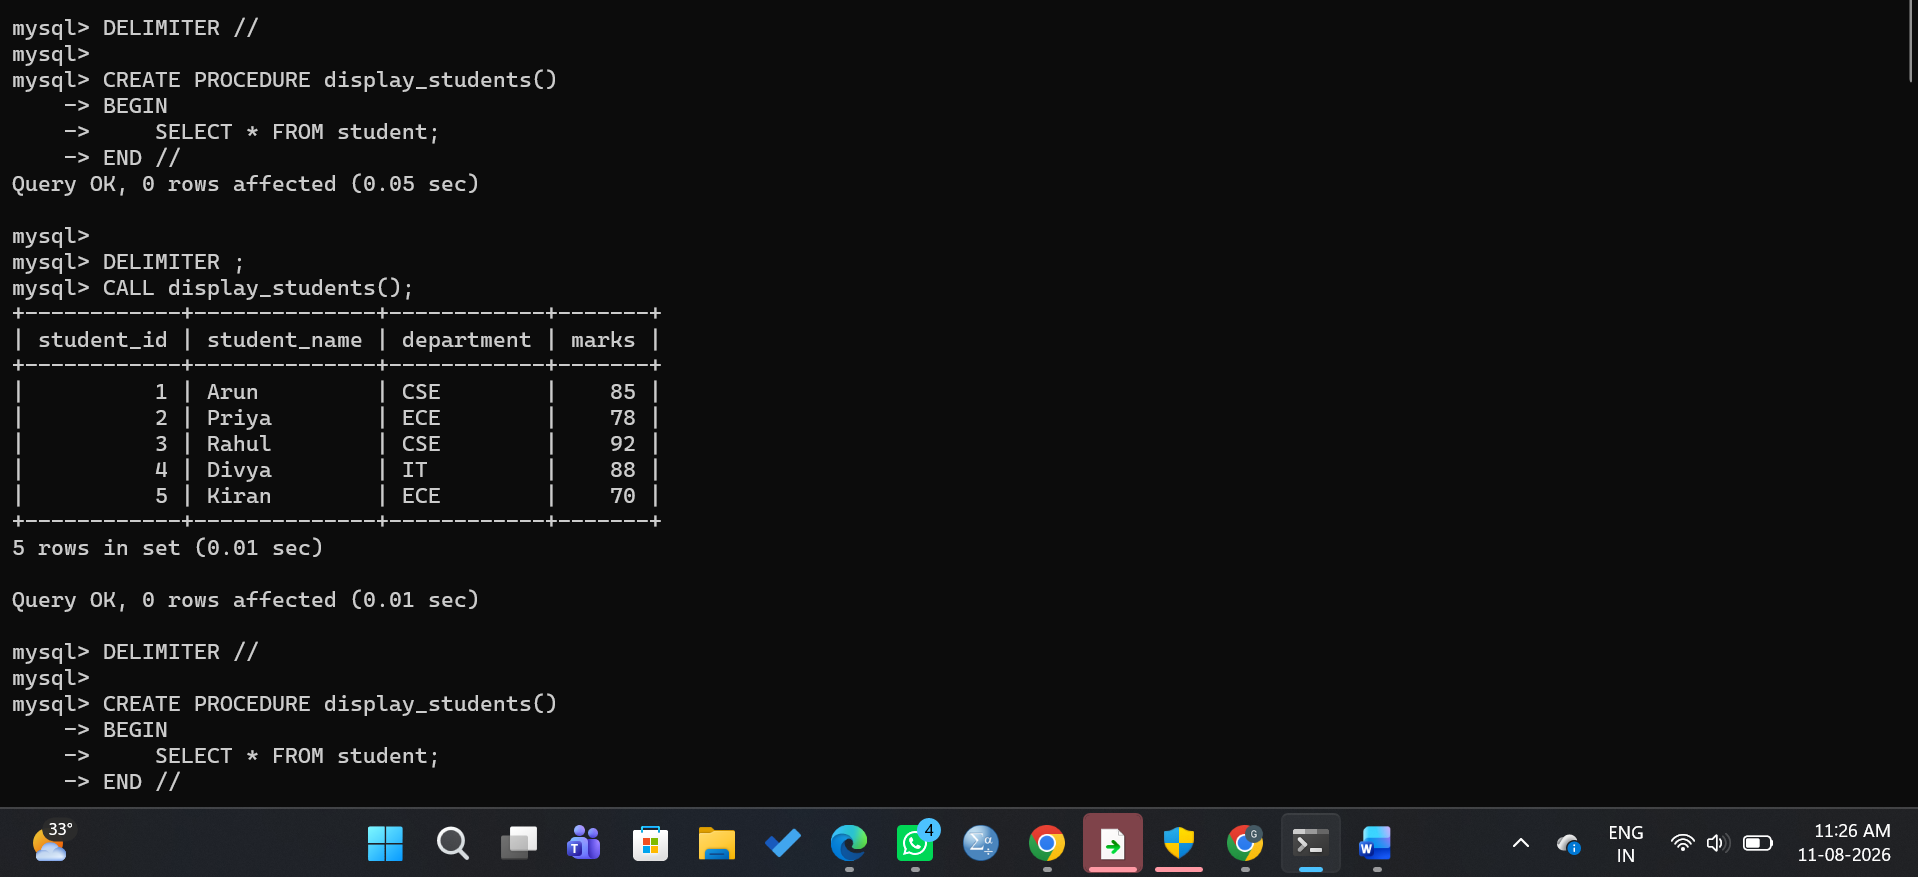 mysql> DELIMITER //
mysql>
mysql> CREATE PROCEDURE display_students()
    -> BEGIN
    ->     SELECT * FROM student;
    -> END //
Query OK, 0 rows affected (0.05 sec)

mysql>
mysql> DELIMITER ;
mysql> CALL display_students();
+------------+--------------+------------+-------+
| student_id | student_name | department | marks |
+------------+--------------+------------+-------+
|          1 | Arun         | CSE        |    85 |
|          2 | Priya        | ECE        |    78 |
|          3 | Rahul        | CSE        |    92 |
|          4 | Divya        | IT         |    88 |
|          5 | Kiran        | ECE        |    70 |
+------------+--------------+------------+-------+
5 rows in set (0.01 sec)

Query OK, 0 rows affected (0.01 sec)

mysql> DELIMITER //
mysql>
mysql> CREATE PROCEDURE display_students()
    -> BEGIN
    ->     SELECT * FROM student;
    -> END //
33°
T
4
Σα
÷
G
W
ENG
IN
11:26 AM
11-08-2026